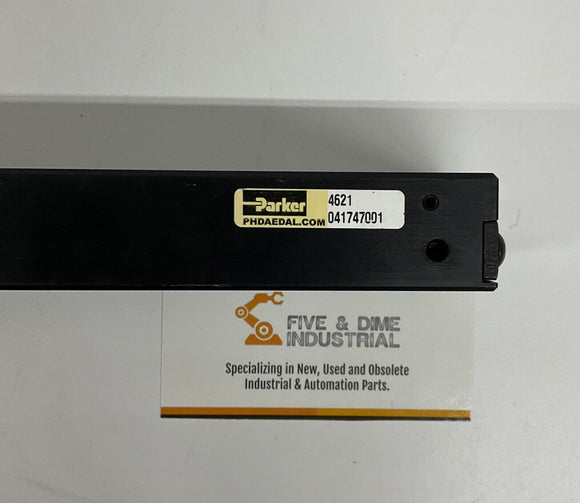 Parker
PHDAEDAL.COM
4621
041747001
FIVE & DIME
INDUSTRIAL
Specializing in New, Used and Obsolete
Industrial & Automation Parts.